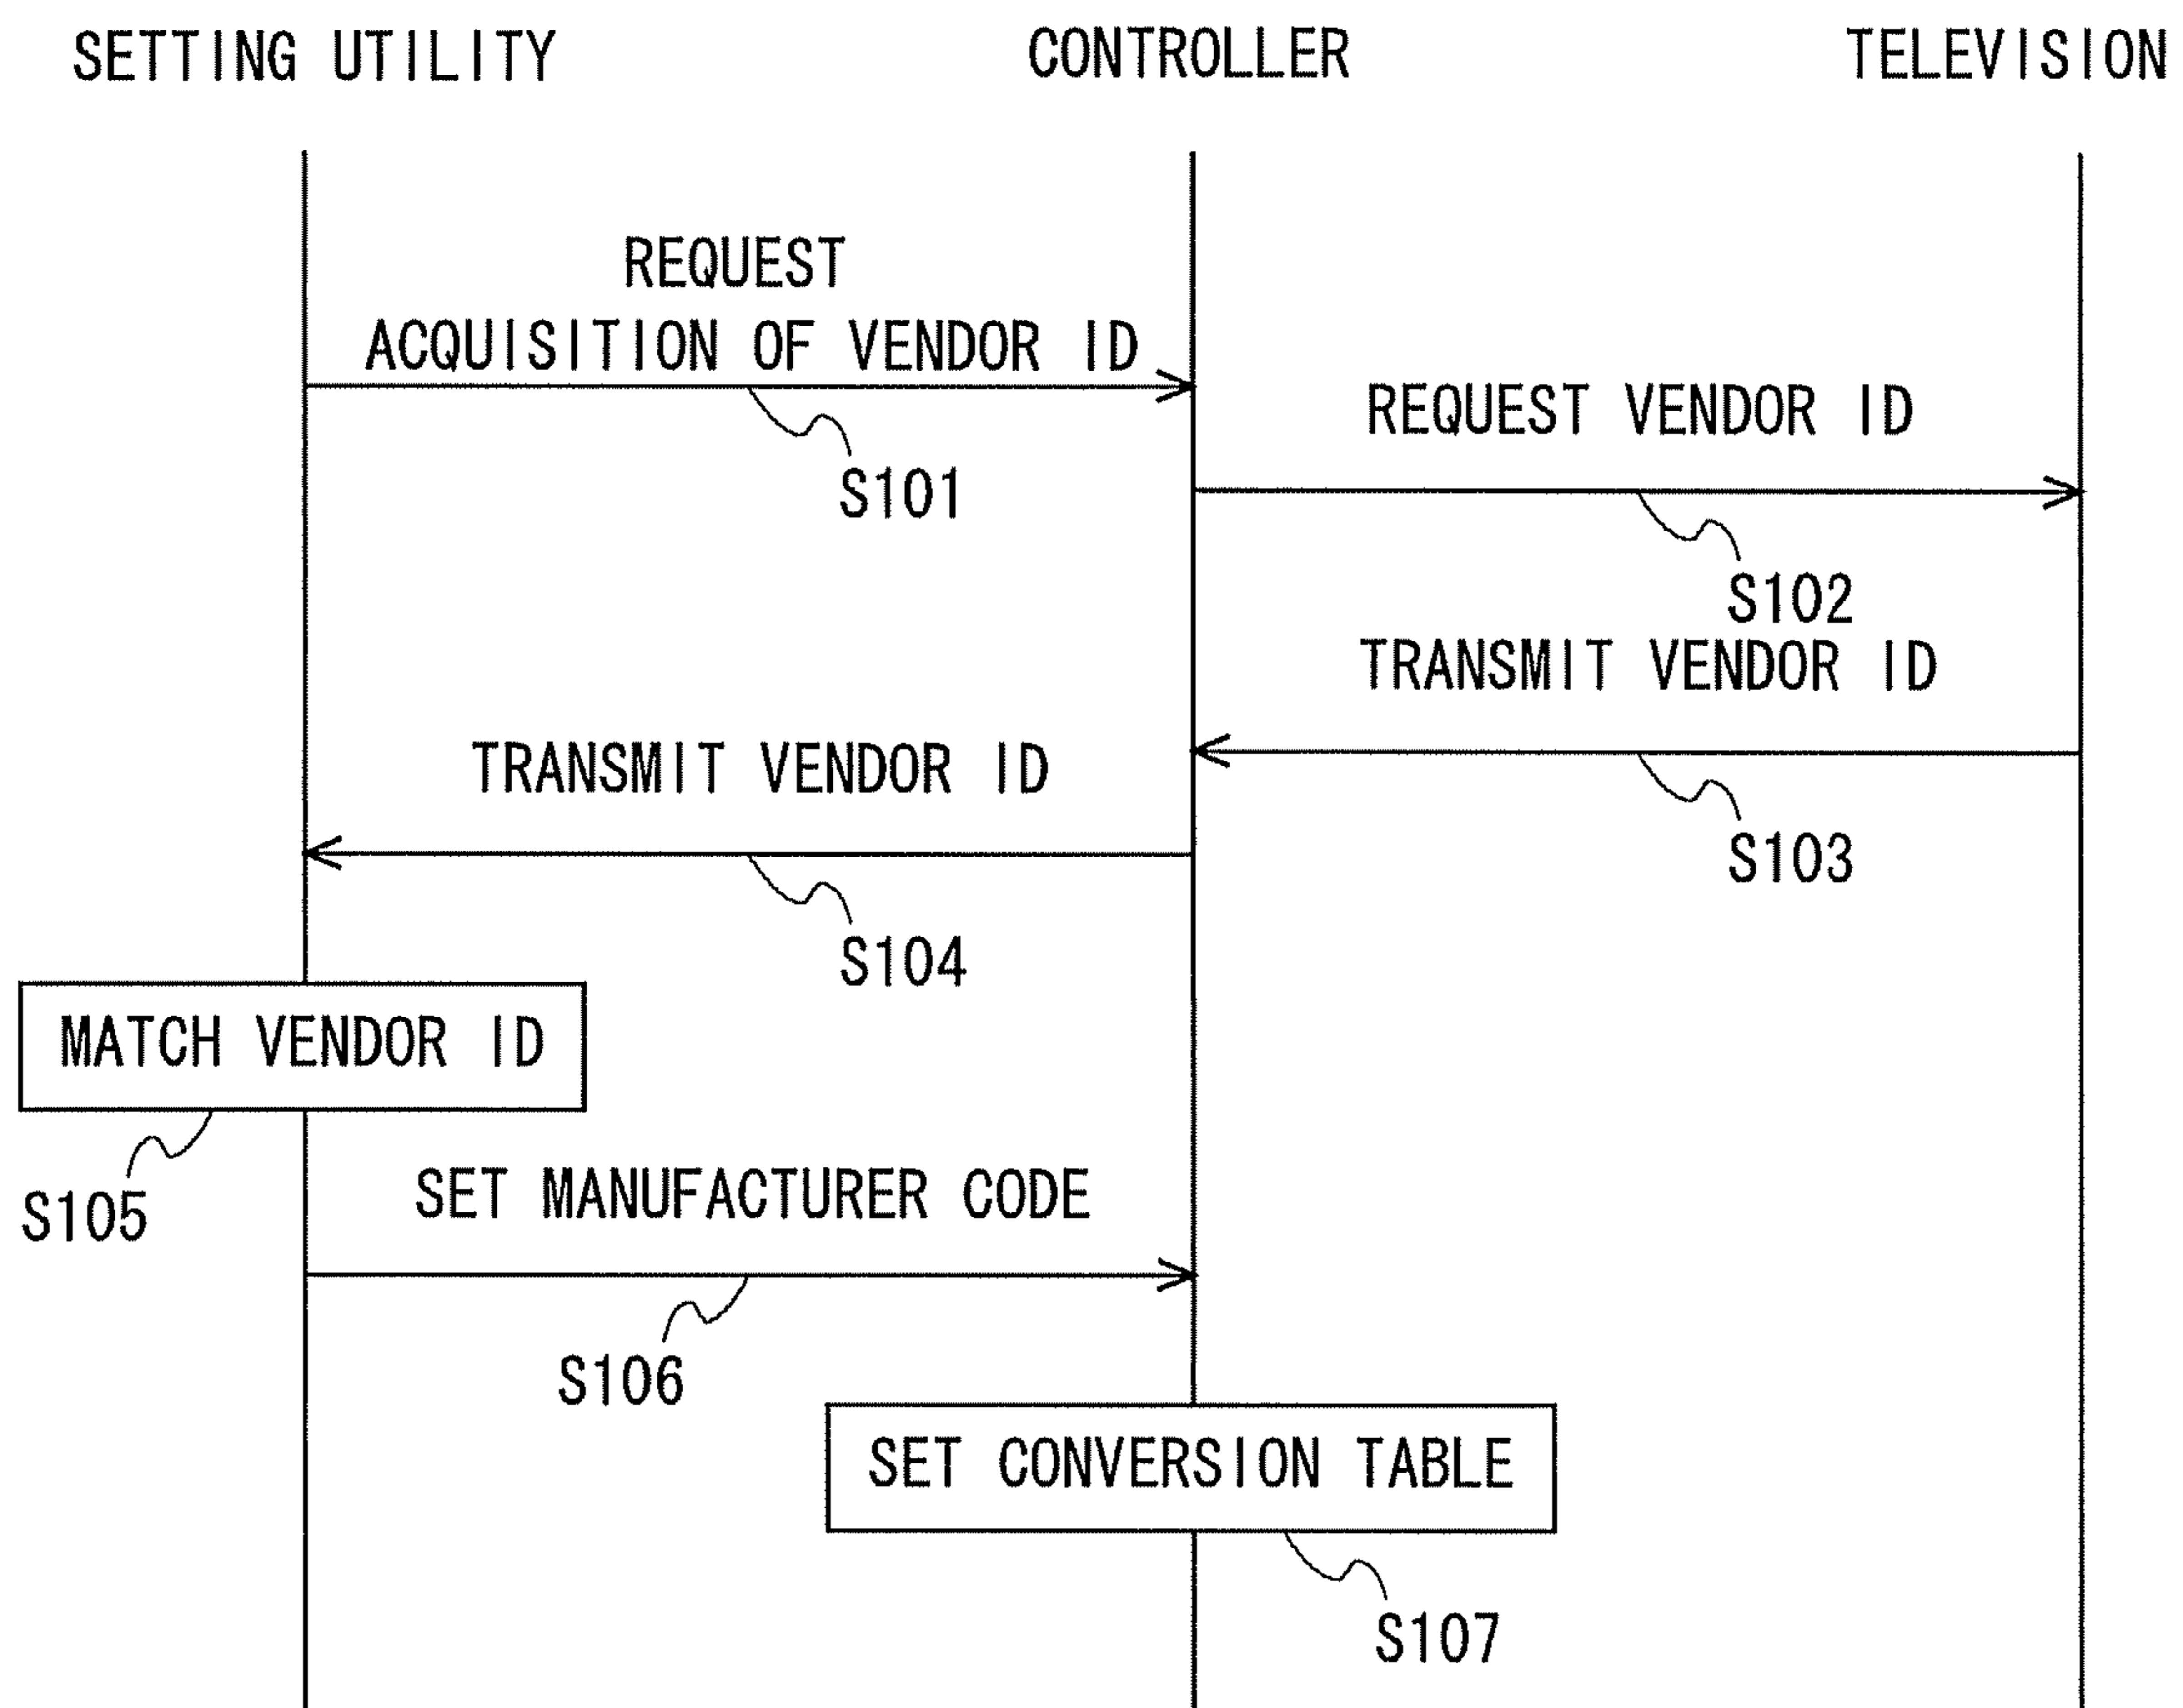 SETTING UTILITY
CONTROLLER
TELEVISION
REQUEST
ACQUISITION OF VENDOR ID
S101
REQUEST VENDOR ID
S102
TRANSMIT VENDOR ID
S103
TRANSMIT VENDOR ID
S104
MATCH VENDOR ID
S105
SET MANUFACTURER CODE
S106
SET CONVERSION TABLE
S107